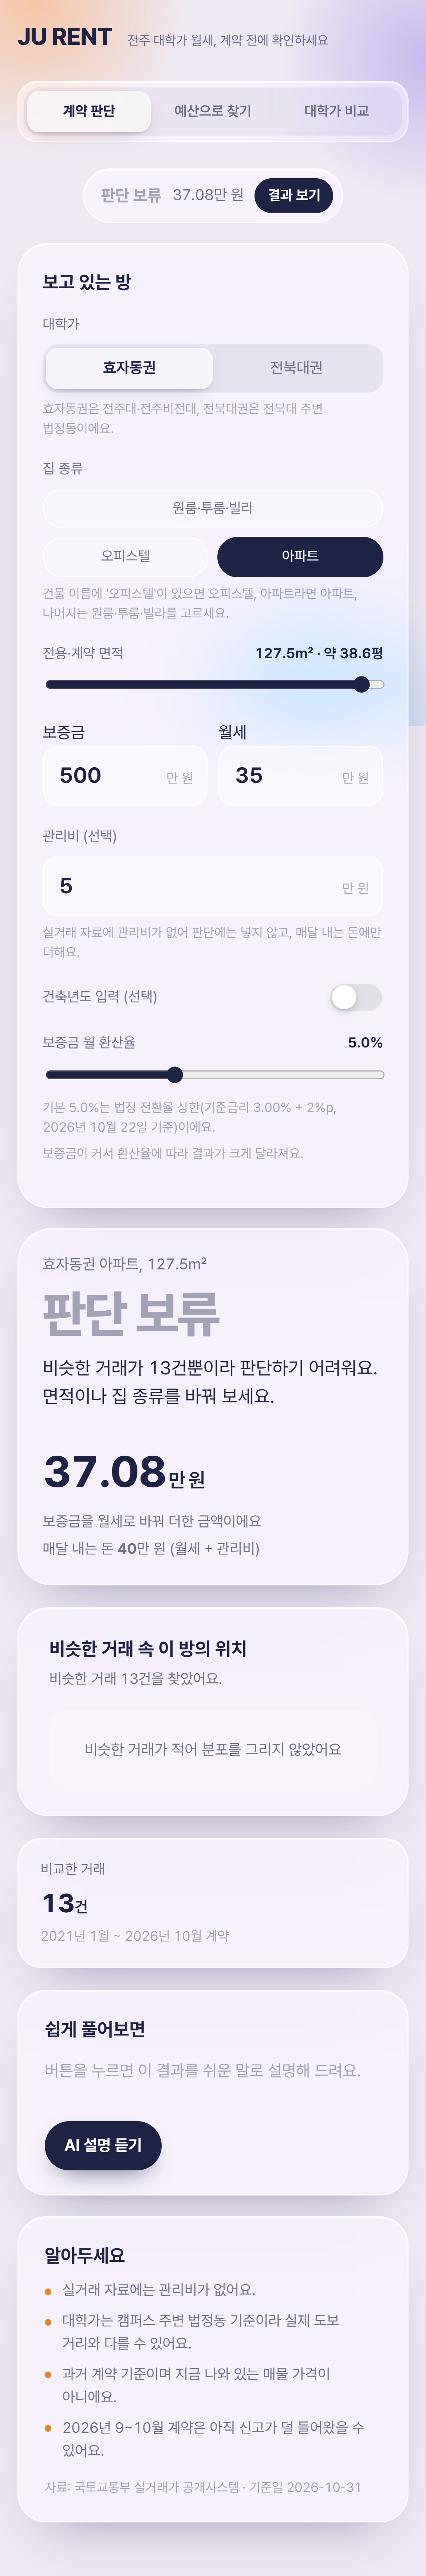 JU RENT 전주 대학가 월세, 계약 전에 확인하세요
계약 판단 예산으로 찾기 대학가 비교
판단 보류 37.08만 원 결과 보기
보고 있는 방
대학가
효자동권 전북대권
효자동권은 전주대·전주비전대, 전북대권은 전북대 주변
법정동이에요.
집 종류
원룸·투룸·빌라
오피스텔 아파트
건물 이름에 '오피스텔'이 있으면 오피스텔, 아파트라면 아파트,
나머지는 원룸·투룸·빌라를 고르세요.
전용·계약 면적 127.5m² · 약 38.6평
보증금 월세
500 만 원 35 만 원
관리비 (선택)
5 만 원
실거래 자료에 관리비가 없어 판단에는 넣지 않고, 매달 내는 돈에만
더해요.
건축년도 입력 (선택)
보증금 월 환산율 5.0%
기본 5.0%는 법정 전환율 상한(기준금리 3.00% + 2%p,
2026년 10월 22일 기준)이에요.
보증금이 커서 환산율에 따라 결과가 크게 달라져요.
효자동권 아파트, 127.5m²
판단 보류
비슷한 거래가 13건뿐이라 판단하기 어려워요.
면적이나 집 종류를 바꿔 보세요.
37.08만 원
보증금을 월세로 바꿔 더한 금액이에요
매달 내는 돈 40만 원 (월세 + 관리비)
비슷한 거래 속 이 방의 위치
비슷한 거래 13건을 찾았어요.
비슷한 거래가 적어 분포를 그리지 않았어요
비교한 거래
13건
2021년 1월 ~ 2026년 10월 계약
쉽게 풀어보면
버튼을 누르면 이 결과를 쉬운 말로 설명해 드려요.
AI 설명 듣기
알아두세요
실거래 자료에는 관리비가 없어요.
대학가는 캠퍼스 주변 법정동 기준이라 실제 도보
거리와 다를 수 있어요.
과거 계약 기준이며 지금 나와 있는 매물 가격이
아니에요.
2026년 9~10월 계약은 아직 신고가 덜 들어왔을 수
있어요.
자료: 국토교통부 실거래가 공개시스템 · 기준일 2026-10-31